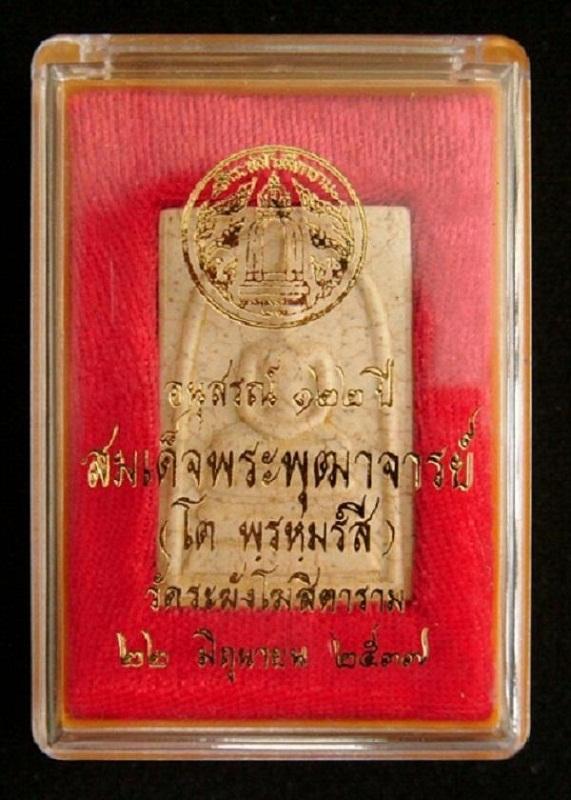 อนุสรณ์ ๑๒๒ ปี
สมเด็จพระพุฒาจารย์
(โต พฺรหฺมรํสี)
วัดระฆังโฆสิตาราม
๒๒ มิถุนายน ๒๕๓๗